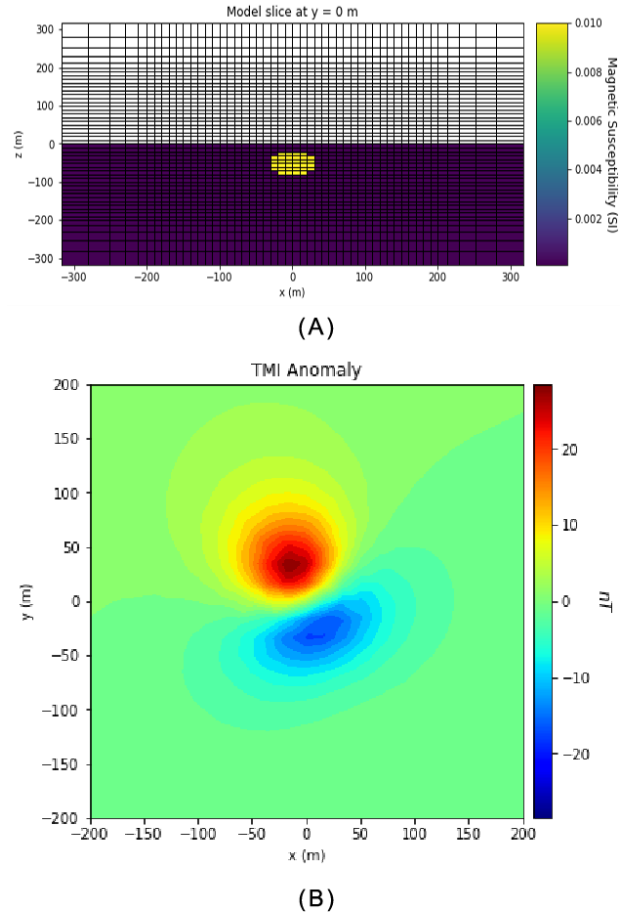 Model slice at y = 0 m
300
200
100
0
−100
−200
−300
z (m)
−300 −200 −100 0 100 200 300
x (m)
0.010
0.008
0.006
0.004
0.002
Magnetic Susceptibility (SI)
(A)
TMI Anomaly
200
150
100
50
0
−50
−100
−150
−200
y (m)
−200 −150 −100 −50 0 50 100 150 200
x (m)
20
10
0
−10
−20
nT
(B)